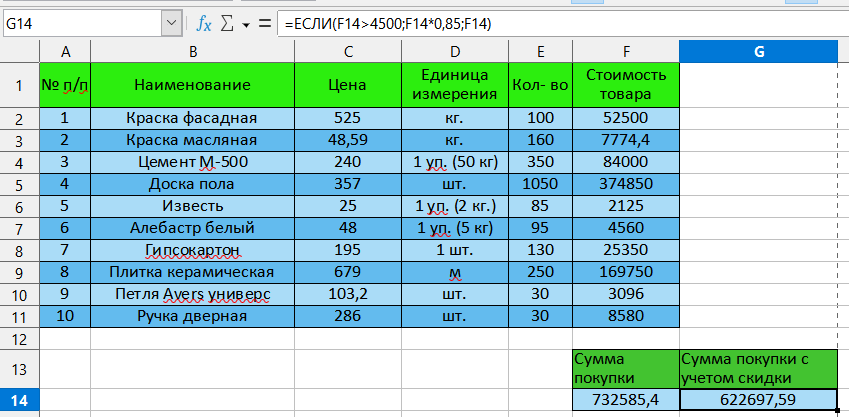 G14 fx Σ = =ЕСЛИ(F14>4500;F14*0,85;F14)
A B C D E F G
1 № п/п Наименование Цена Единица измерения Кол- во Стоимость товара
2 1 Краска фасадная 525 кг. 100 52500
3 2 Краска масляная 48,59 кг. 160 7774,4
4 3 Цемент М-500 240 1 уп. (50 кг) 350 84000
5 4 Доска пола 357 шт. 1050 374850
6 5 Известь 25 1 уп. (2 кг.) 85 2125
7 6 Алебастр белый 48 1 уп. (5 кг) 95 4560
8 7 Гипсокартон 195 1 шт. 130 25350
9 8 Плитка керамическая 679 м 250 169750
10 9 Петля Avers универс 103,2 шт. 30 3096
11 10 Ручка дверная 286 шт. 30 8580
12
13 Сумма покупки Сумма покупки с учетом скидки
14 732585,4 622697,59